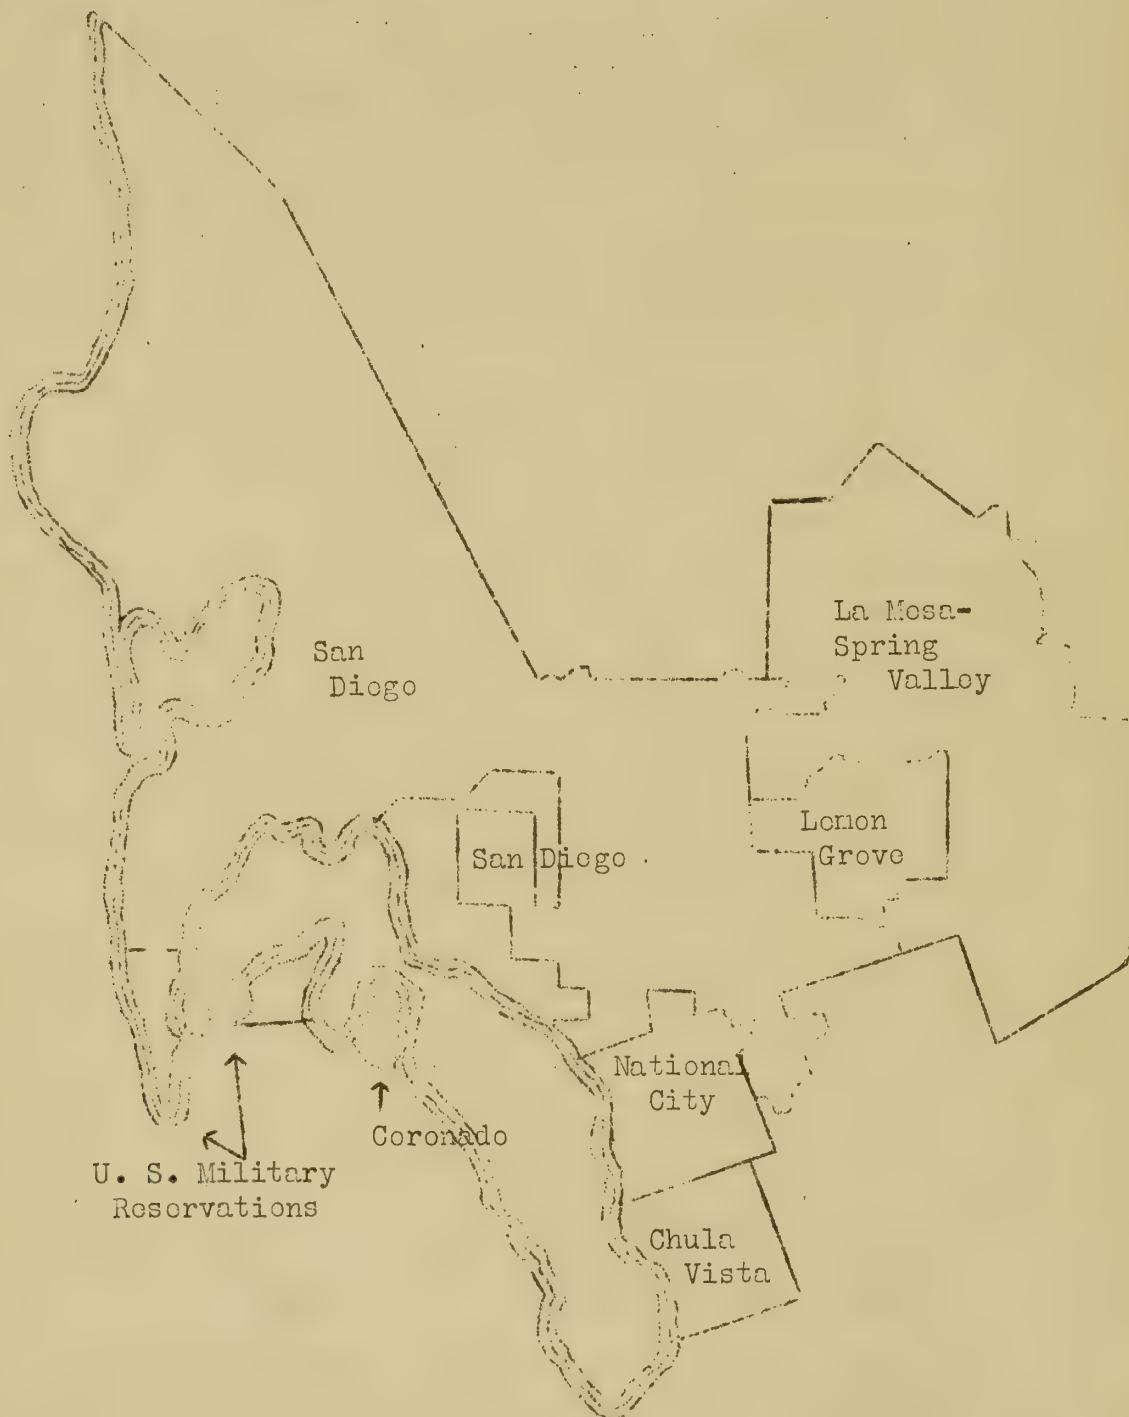 La Mesa-
Spring
Valley
San
Diego
Lemon
Grove
San Diego
National
City
Coronado
U. S. Military
Reservations
Chula
Vista